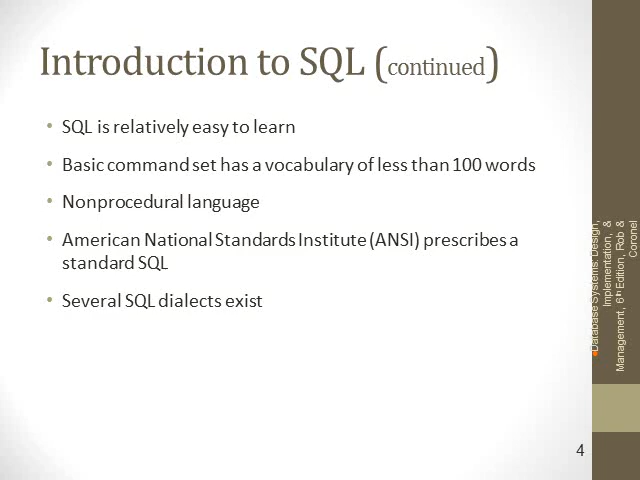 Introduction to SQL (continued)
• SQL is relatively easy to learn
• Basic command set has a vocabulary of less than 100 words
• Nonprocedural language
• American National Standards Institute (ANSI) prescribes a
standard SQL
• Several SQL dialects exist
Database Systems: Design,
Implementation, &
Management, 6th Edition, Rob &
Coronel
4